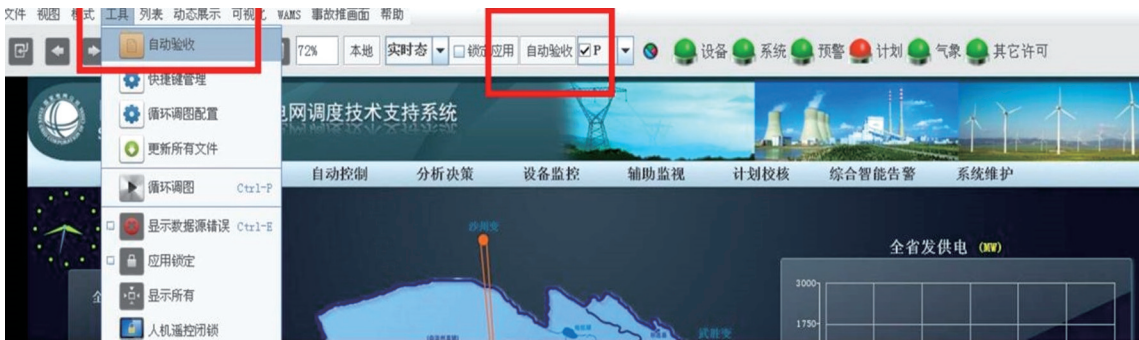 文件 视图 模式 工具 列表 动态展示 可视化 WAMS 事故推画面 帮助
72% 本地 实时态 锁定应用 自动验收 P 设备 系统 预警 计划 气象 其它许可
自动验收
快捷键管理
循环调图配置
更新所有文件
循环调图 Ctrl-P
显示数据源错误 Ctrl-E
应用锁定
显示所有
人机遥控闭锁
网调度技术支持系统
自动控制 分析决策 设备监控 辅助监视 计划校核 综合智能告警 系统维护
沙州变
武胜变
全省发供电 (MW)
3000
1750
全